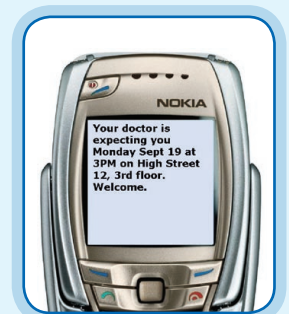 NOKIA
Your doctor is
expecting you
Monday Sept 19 at
3PM on High Street
12, 3rd floor.
Welcome.